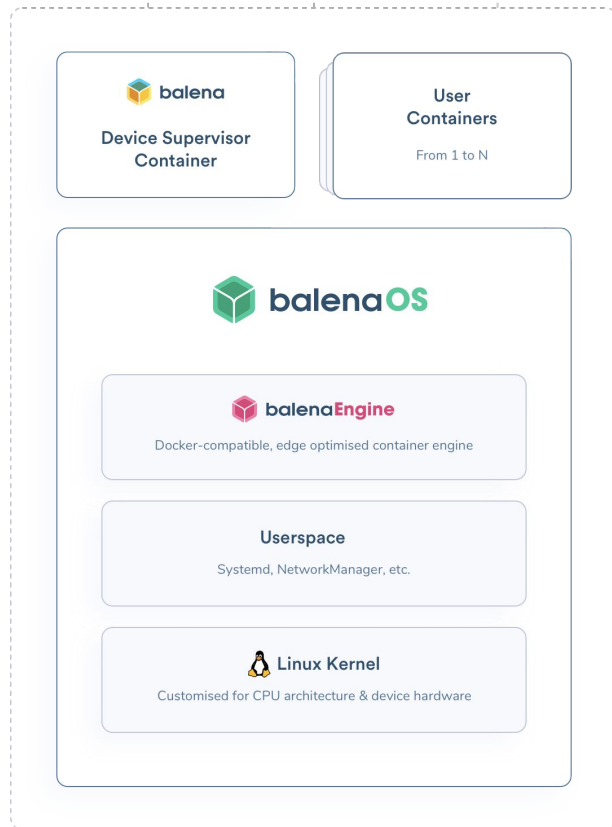 balena
Device Supervisor
Container
User
Containers
From 1 to N
balenaOS
balenaEngine
Docker-compatible, edge optimised container engine
Userspace
Systemd, NetworkManager, etc.
Linux Kernel
Customised for CPU architecture & device hardware